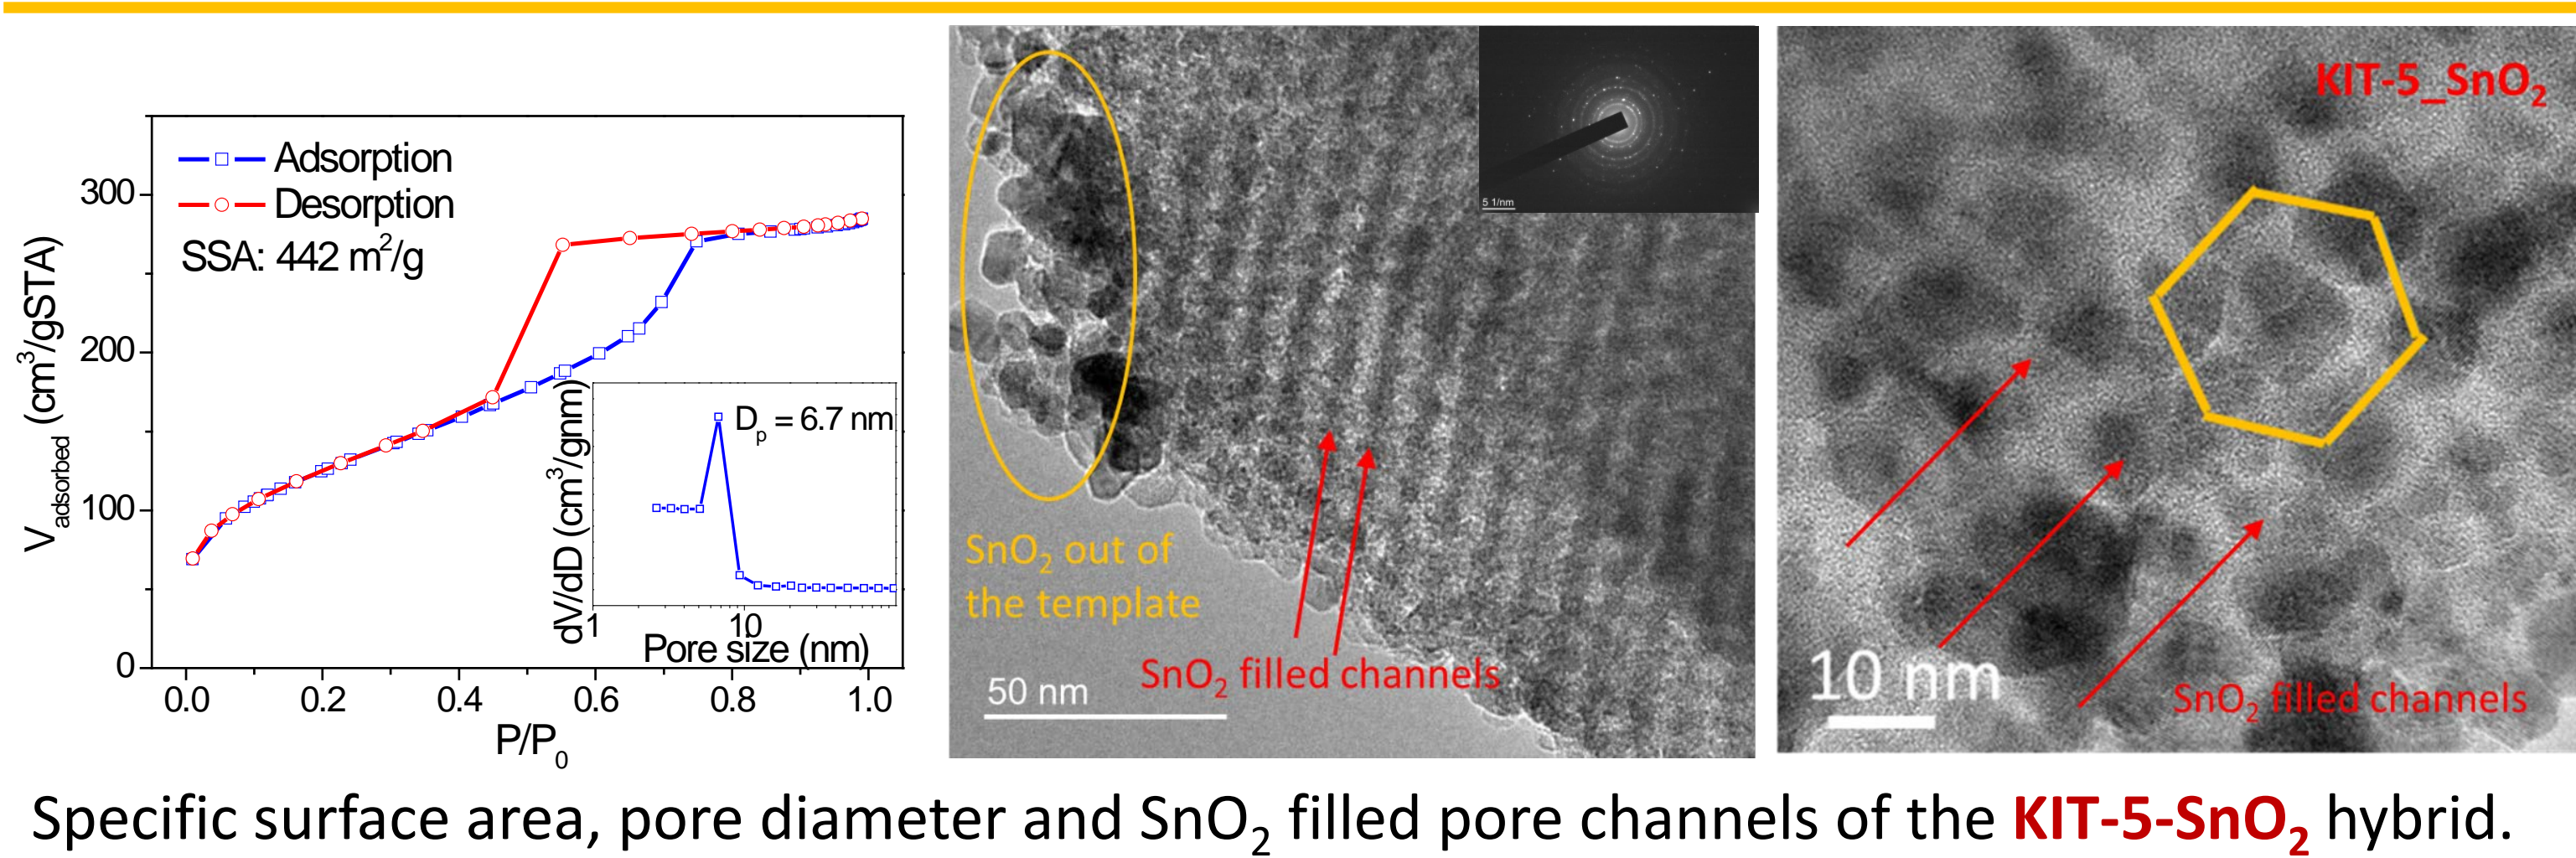 Adsorption
Desorption
SSA: 442 m²/g
300
200
100
0
V adsorbed (cm³/gSTA)
0.0 0.2 0.4 0.6 0.8 1.0
P/P₀
Dₚ = 6.7 nm
dV/dD (cm³/gnm)
1 10
Pore size (nm)
5 1/nm
SnO₂ out of
the template
SnO₂ filled channels
50 nm
KIT-5_SnO₂
10 nm
SnO₂ filled channels
Specific surface area, pore diameter and SnO₂ filled pore channels of the KIT-5-SnO₂ hybrid.